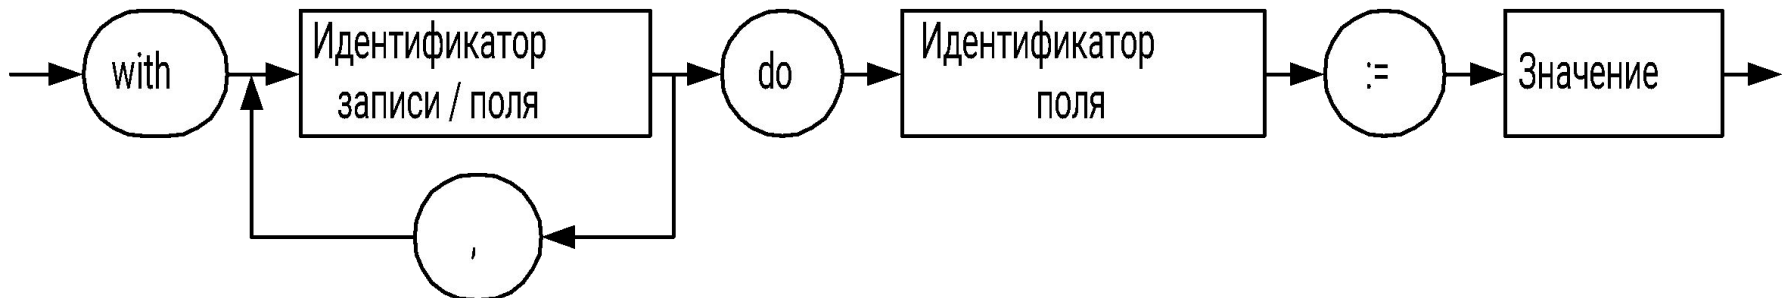 with
Идентификатор
записи / поля
do
Идентификатор
поля
:=
Значение
,